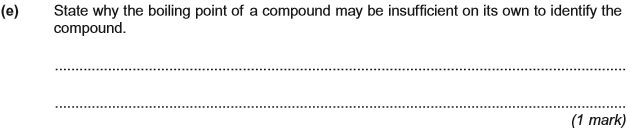 (e) State why the boiling point of a compound may be insufficient on its own to identify the
compound.
................................................................................................................................................
................................................................................................................................................
(1 mark)